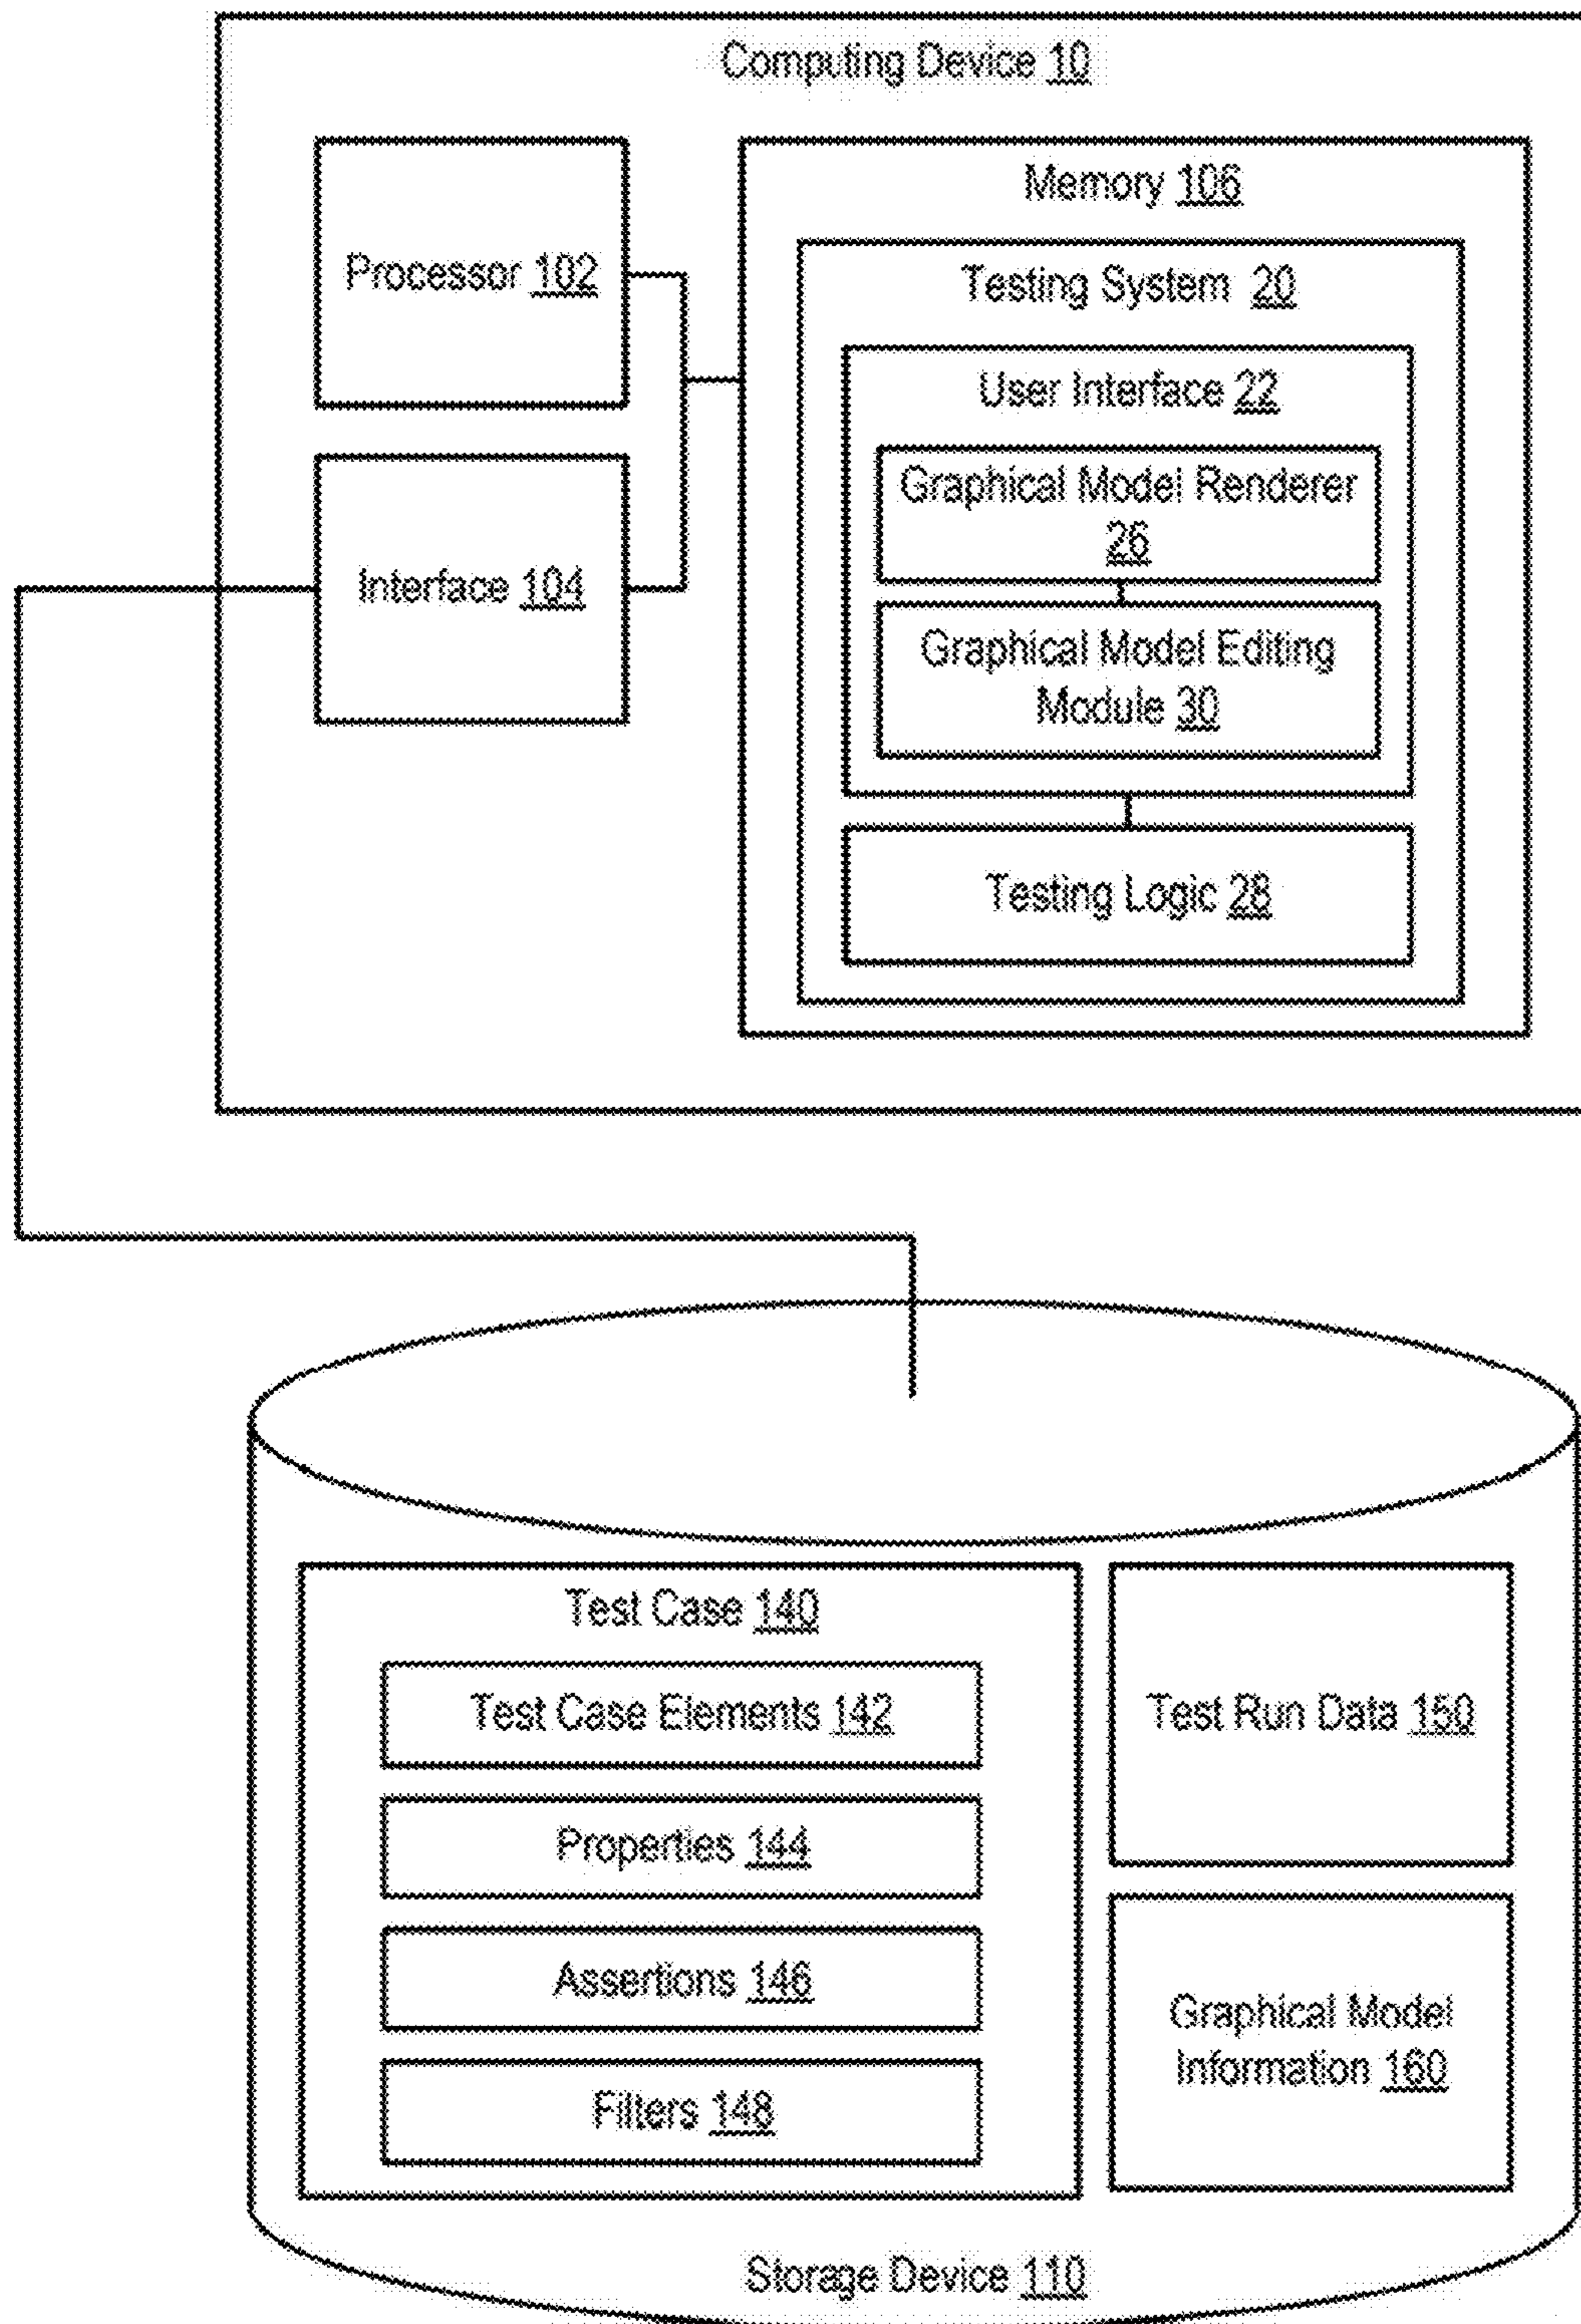 Computing Device 10
Memory 106
Processor 102
Testing System 20
User Interface 22
Graphical Model Renderer
26
Interface 104
Graphical Model Editing
Module 30
Testing Logic 28
Test Case 140
Test Case Elements 142
Properties 144
Assertions 146
Filters 148
Test Run Data 150
Graphical Model
Information 160
Storage Device 110